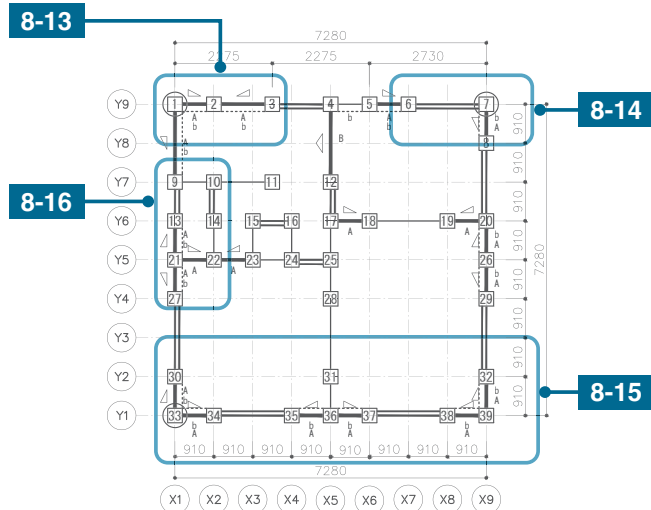 8-13
7280
2275 2275 2730
Y9 1 2 3 4 5 6 7
A b A b b A b A
8-14
910
Y8 B 8
A b b A
910
8-16
Y7 9 10 11 12
910
Y6 13 14 15 16 17 18 19 20
A b A A b A
910
7280
Y5 21 22 23 24 25 26
A A b A
A b
910
Y4 27 28 29
910
Y3
910
8-15
Y2 30 31 32
A b b A
910
Y1 33 34 35 36 37 38 39
b A b A b A b A
910 910 910 910 910 910 910 910
7280
X1 X2 X3 X4 X5 X6 X7 X8 X9